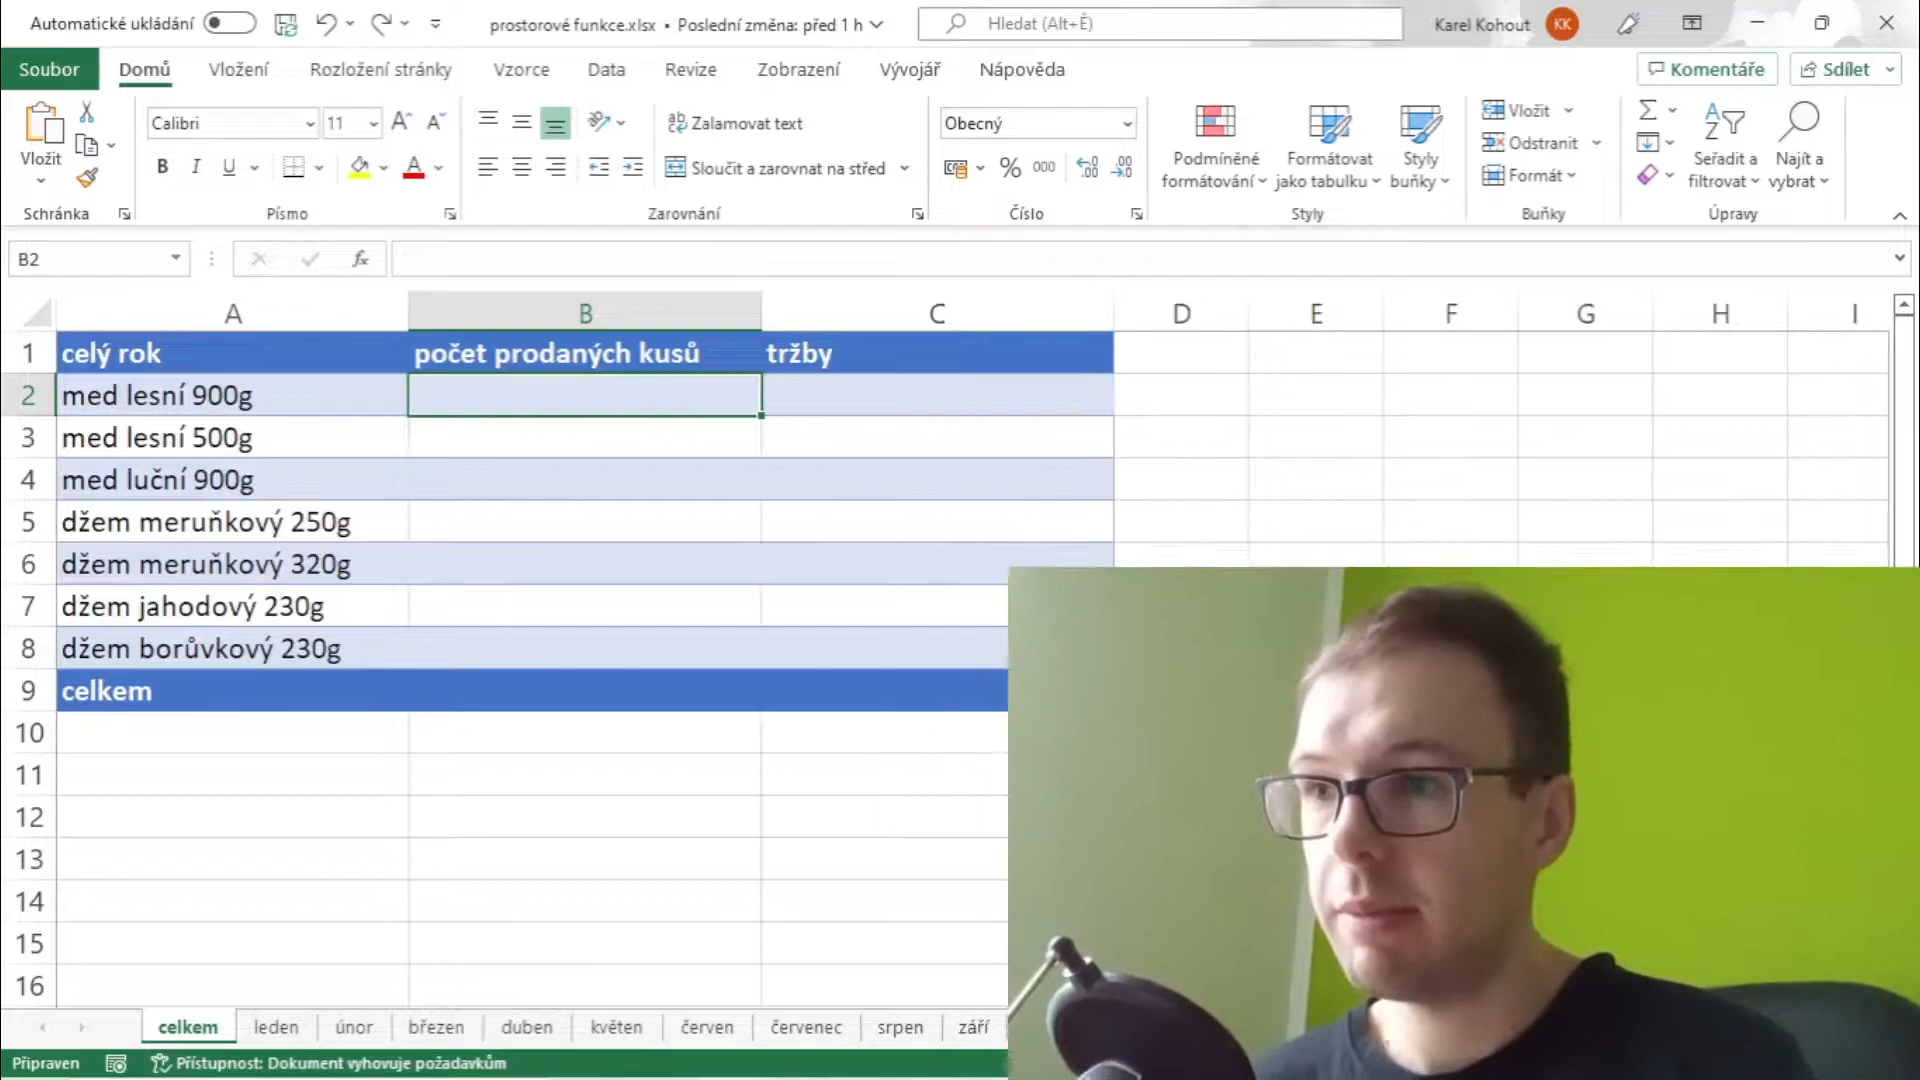 Automatické ukládání
prostorové funkce.xlsx • Poslední změna: před 1 h
Hledat (Alt+Ě)
Karel Kohout
KK
Soubor
Domů
Vložení
Rozložení stránky
Vzorce
Data
Revize
Zobrazení
Vývojář
Nápověda
Komentáře
Sdílet
Vložit
Schránka
Calibri
11
B I U
Písmo
Zalamovat text
Sloučit a zarovnat na střed
Zarovnání
Obecný
% 000
Číslo
Podmíněné
formátování
Formátovat
jako tabulku
Styly
buňky
Styly
Vložit
Odstranit
Formát
Buňky
Seřadit a
filtrovat
Najít a
vybrat
Úpravy
B2
fx
A B C D E F G H I
1 celý rok počet prodaných kusů tržby
2 med lesní 900g
3 med lesní 500g
4 med luční 900g
5 džem meruňkový 250g
6 džem meruňkový 320g
7 džem jahodový 230g
8 džem borůvkový 230g
9 celkem
10
11
12
13
14
15
16
celkem leden únor březen duben květen červen červenec srpen září
Připraven
Přístupnost: Dokument vyhovuje požadavkům